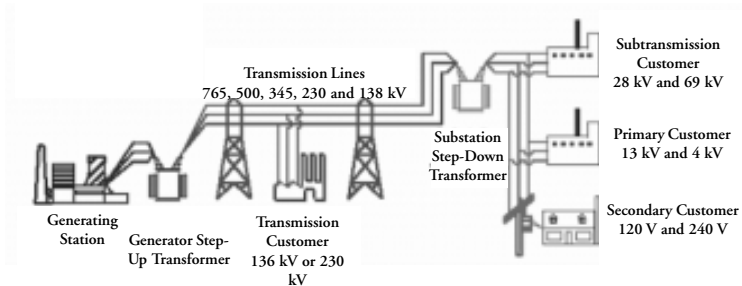 Transmission Lines
765, 500, 345, 230 and 138 kV
Subtransmission
Customer
28 kV and 69 kV
Substation
Step-Down
Transformer
Primary Customer
13 kV and 4 kV
Secondary Customer
120 V and 240 V
Generating
Station
Generator Step-
Up Transformer
Transmission
Customer
136 kV or 230
kV